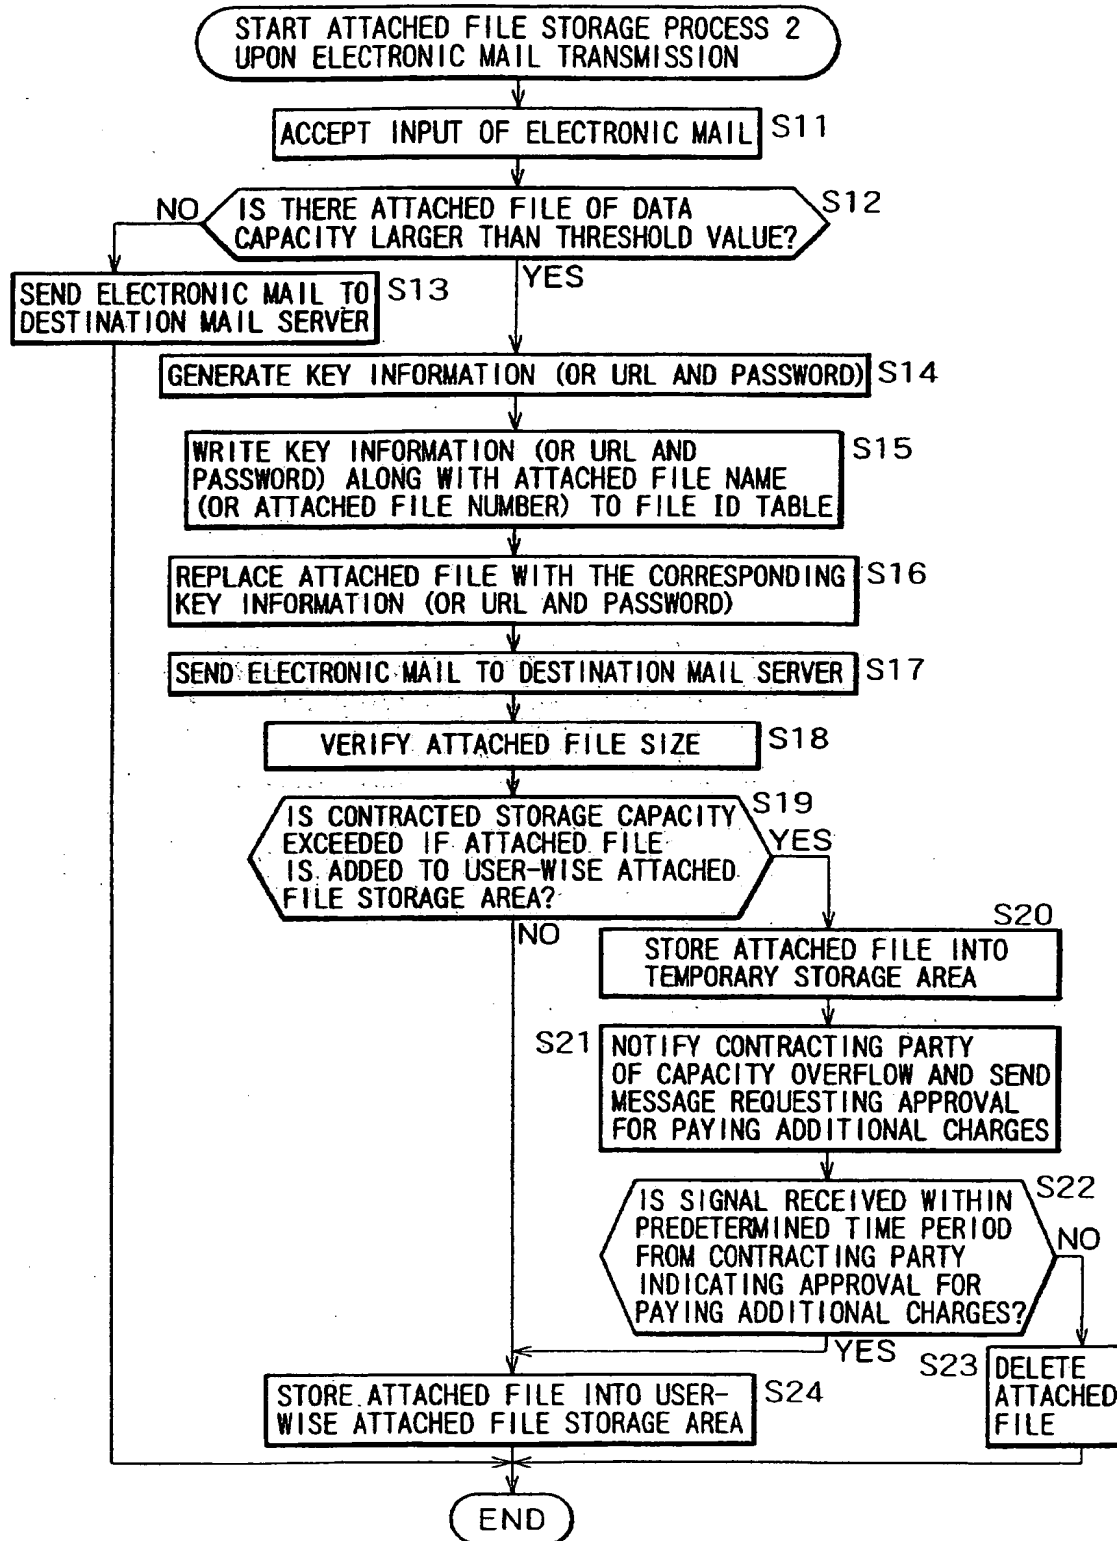 START ATTACHED FILE STORAGE PROCESS 2
UPON ELECTRONIC MAIL TRANSMISSION
ACCEPT INPUT OF ELECTRONIC MAIL
S11
IS THERE ATTACHED FILE OF DATA
CAPACITY LARGER THAN THRESHOLD VALUE?
S12
NO
YES
SEND ELECTRONIC MAIL TO
DESTINATION MAIL SERVER
S13
GENERATE KEY INFORMATION (OR URL AND PASSWORD)
S14
WRITE KEY INFORMATION (OR URL AND
PASSWORD) ALONG WITH ATTACHED FILE NAME
(OR ATTACHED FILE NUMBER) TO FILE ID TABLE
S15
REPLACE ATTACHED FILE WITH THE CORRESPONDING
KEY INFORMATION (OR URL AND PASSWORD)
S16
SEND ELECTRONIC MAIL TO DESTINATION MAIL SERVER
S17
VERIFY ATTACHED FILE SIZE
S18
IS CONTRACTED STORAGE CAPACITY
EXCEEDED IF ATTACHED FILE
IS ADDED TO USER-WISE ATTACHED
FILE STORAGE AREA?
S19
YES
NO
S20
STORE ATTACHED FILE INTO
TEMPORARY STORAGE AREA
S21
NOTIFY CONTRACTING PARTY
OF CAPACITY OVERFLOW AND SEND
MESSAGE REQUESTING APPROVAL
FOR PAYING ADDITIONAL CHARGES
IS SIGNAL RECEIVED WITHIN
PREDETERMINED TIME PERIOD
FROM CONTRACTING PARTY
INDICATING APPROVAL FOR
PAYING ADDITIONAL CHARGES?
S22
NO
YES
S23
DELETE
ATTACHED
FILE
STORE ATTACHED FILE INTO USER-
WISE ATTACHED FILE STORAGE AREA
S24
END